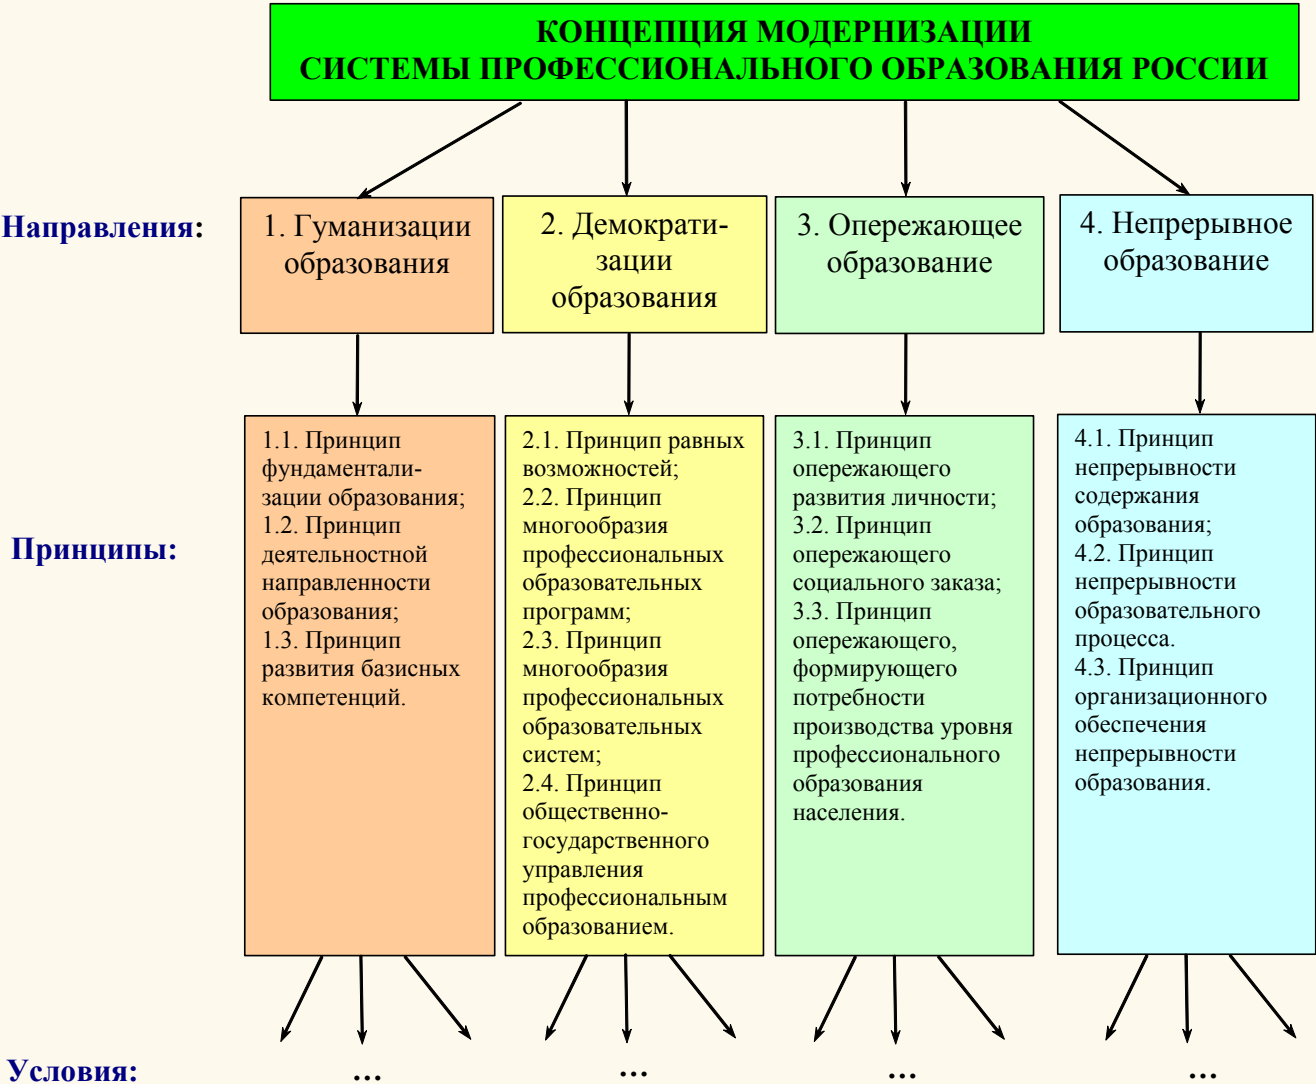 КОНЦЕПЦИЯ МОДЕРНИЗАЦИИ
СИСТЕМЫ ПРОФЕССИОНАЛЬНОГО ОБРАЗОВАНИЯ РОССИИ
Направления:
1. Гуманизации
образования
2. Демократи-
зации
образования
3. Опережающее
образование
4. Непрерывное
образование
Принципы:
1.1. Принцип
фундаментали-
зации образования;
1.2. Принцип
деятельностной
направленности
образования;
1.3. Принцип
развития базисных
компетенций.
2.1. Принцип равных
возможностей;
2.2. Принцип
многообразия
профессиональных
образовательных
программ;
2.3. Принцип
многообразия
профессиональных
образовательных
систем;
2.4. Принцип
общественно-
государственного
управления
профессиональным
образованием.
3.1. Принцип
опережающего
развития личности;
3.2. Принцип
опережающего
социального заказа;
3.3. Принцип
опережающего,
формирующего
потребности
производства уровня
профессионального
образования
населения.
4.1. Принцип
непрерывности
содержания
образования;
4.2. Принцип
непрерывности
образовательного
процесса.
4.3. Принцип
организационного
обеспечения
непрерывности
образования.
Условия:
...
...
...
...